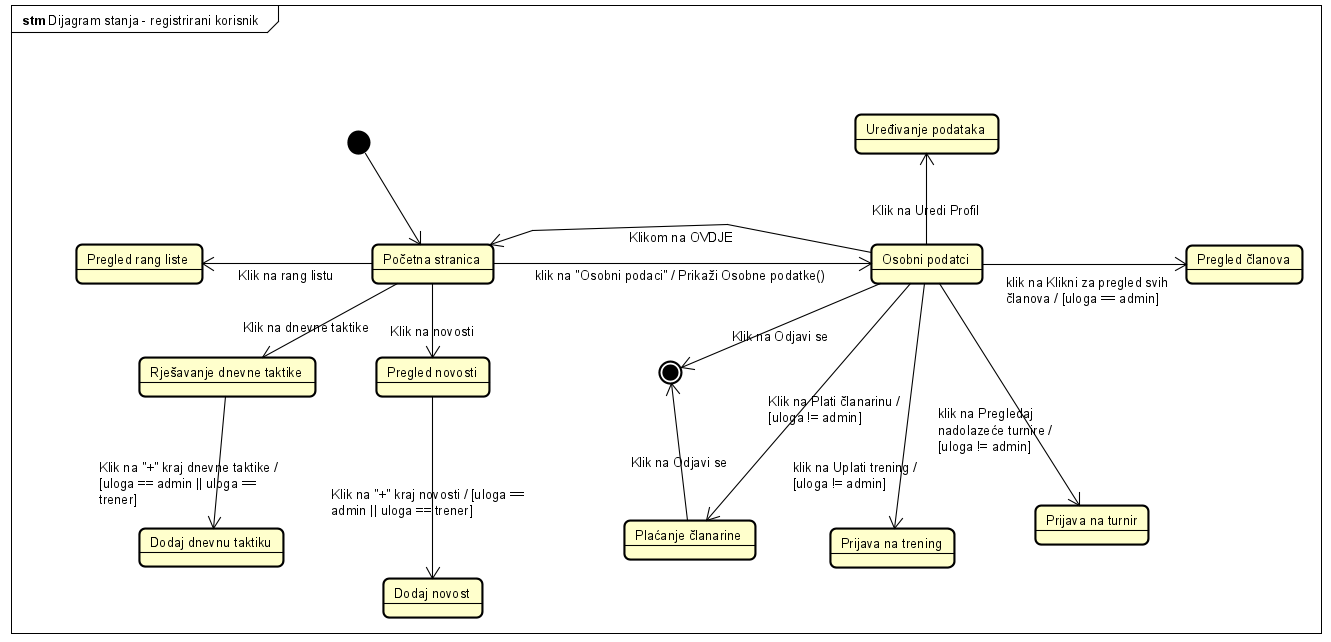 stm Dijagram stanja - registrirani korisnik
Uređivanje podataka
Klik na Uredi Profil
Klikom na OVDJE
Pregled rang liste
Klik na rang listu
Početna stranica
klik na "Osobni podaci" / Prikaži Osobne podatke()
Osobni podatci
Pregled članova
klik na Klikni za pregled svih
članova / [uloga == admin]
Klik na dnevne taktike
Klik na novosti
Klik na Odjavi se
Rješavanje dnevne taktike
Pregled novosti
Klik na Plati članarinu /
[uloga != admin]
klik na Pregledaj
nadolazeće turnire /
[uloga != admin]
Klik na "+" kraj dnevne taktike /
[uloga == admin || uloga ==
trener]
Klik na Odjavi se
klik na Uplati trening /
[uloga != admin]
Klik na "+" kraj novosti / [uloga ==
admin || uloga == trener]
Dodaj dnevnu taktiku
Plaćanje članarine
Prijava na trening
Prijava na turnir
Dodaj novost